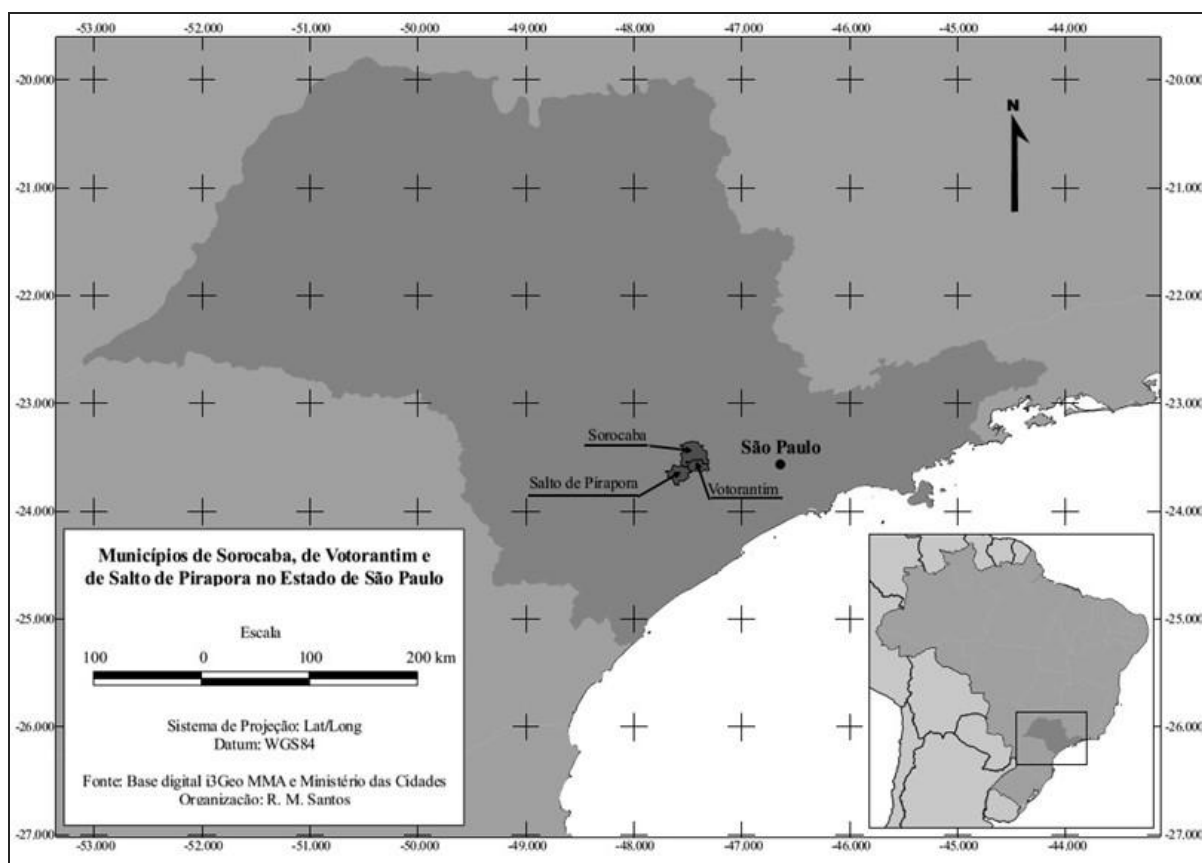 -53.000 -52.000 -51.000 -50.000 -49.000 -48.000 -47.000 -46.000 -45.000 -44.000
-20.000 -20.000
N
-21.000 -21.000
-22.000 -22.000
-23.000 -23.000
Sorocaba
São Paulo
Salto de Pirapora
Votorantim
-24.000 -24.000
Municípios de Sorocaba, de Votorantim e
de Salto de Pirapora no Estado de São Paulo
-25.000 -25.000
Escala
100 0 100 200 km
-26.000 -26.000
Sistema de Projeção: Lat/Long
Datum: WGS84
Fonte: Base digital i3Geo MMA e Ministério das Cidades
Organização: R. M. Santos
-27.000 -27.000
-53.000 -52.000 -51.000 -50.000 -49.000 -48.000 -47.000 -46.000 -45.000 -44.000